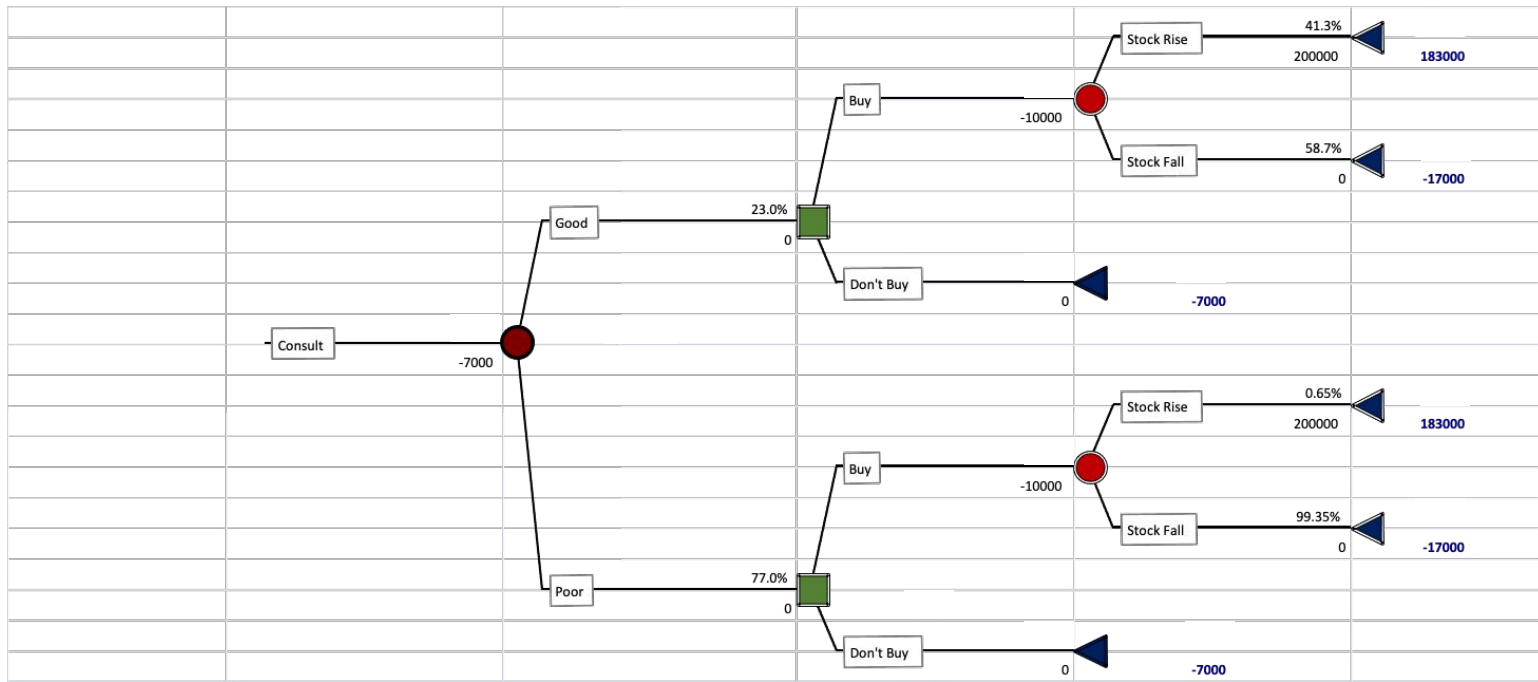 41.3%
Stock Rise
200000 183000
Buy
-10000
58.7%
Stock Fall
0 -17000
23.0%
Good
0
Don't Buy
0 -7000
Consult
-7000
0.65%
Stock Rise
200000 183000
Buy
-10000
99.35%
Stock Fall
0 -17000
77.0%
Poor
0
Don't Buy
0 -7000